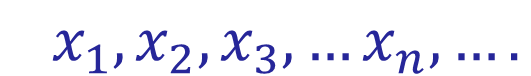 x₁, x₂, x₃, … xₙ, … .